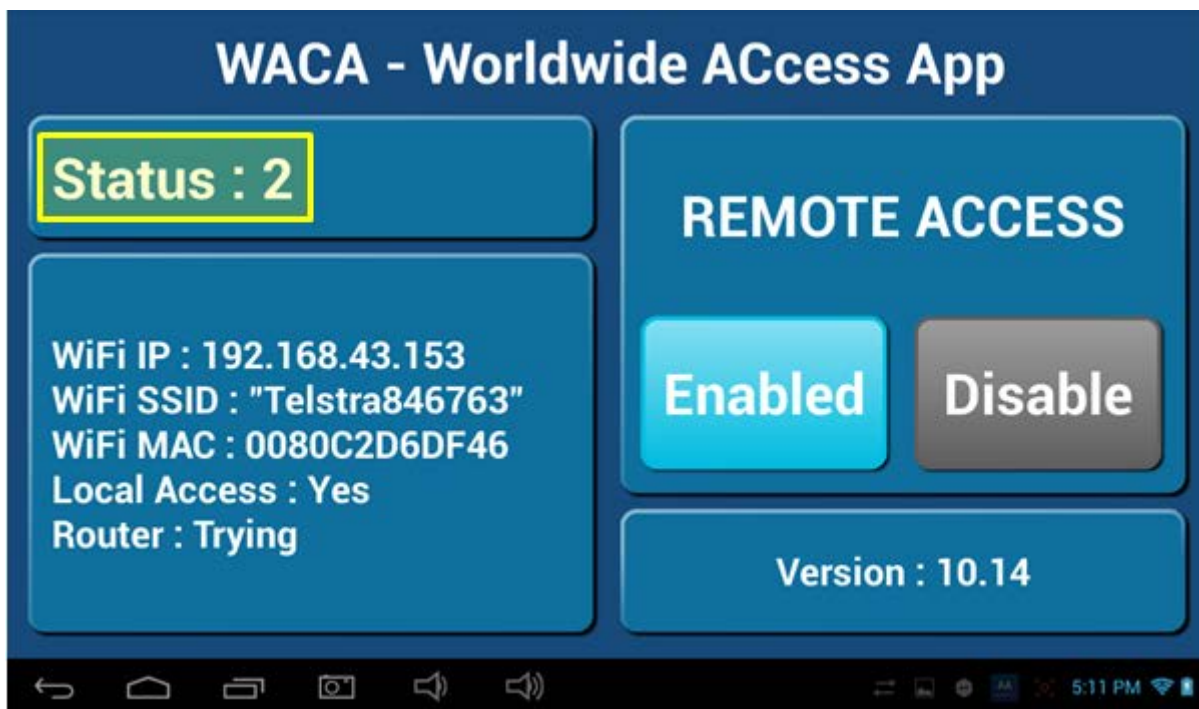 WACA - Worldwide ACcess App
Status : 2
WiFi IP : 192.168.43.153
WiFi SSID : "Telstra846763"
WiFi MAC : 0080C2D6DF46
Local Access : Yes
Router : Trying
REMOTE ACCESS
Enabled
Disable
Version : 10.14
5:11 PM